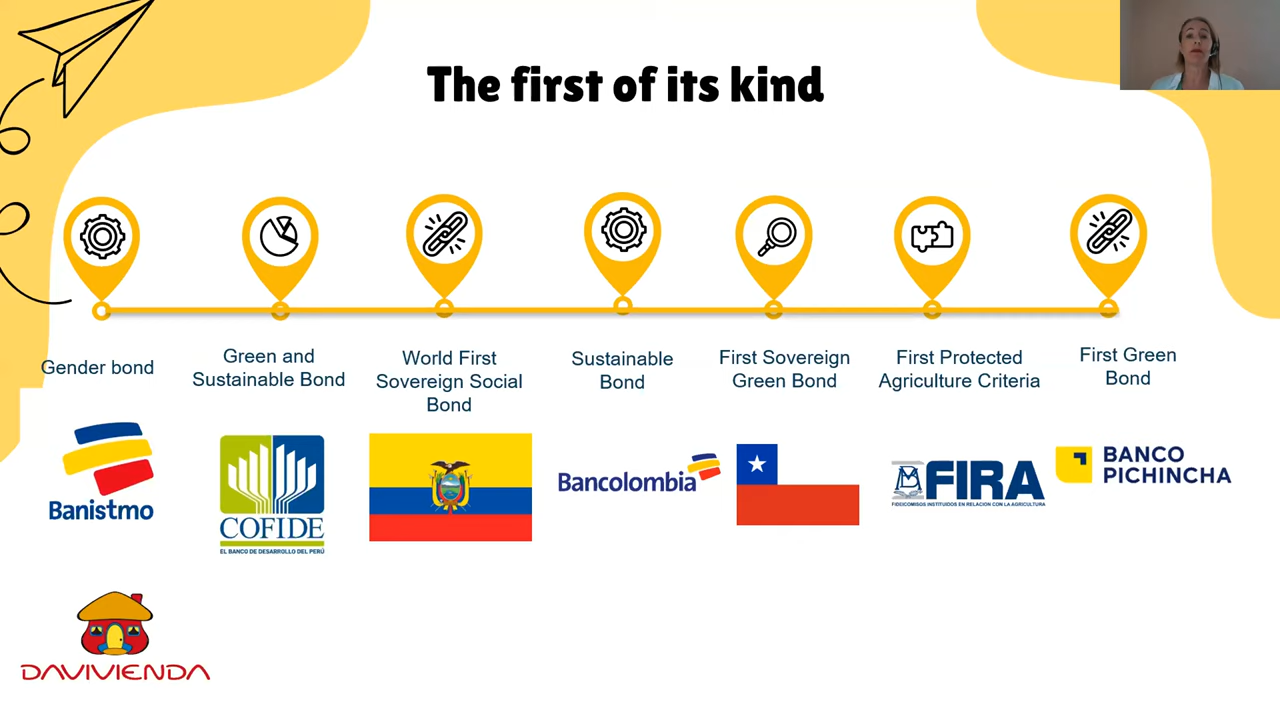 The first of its kind
Gender bond
Green and
Sustainable Bond
World First
Sovereign Social
Bond
Sustainable
Bond
First Sovereign
Green Bond
First Protected
Agriculture Criteria
First Green
Bond
Banistmo
COFIDE
EL BANCO DE DESARROLLO DEL PERÚ
Bancolombia
FIRA
FIDEICOMISOS INSTITUIDOS EN RELACION CON LA AGRICULTURA
BANCO
PICHINCHA
DAVIVIENDA